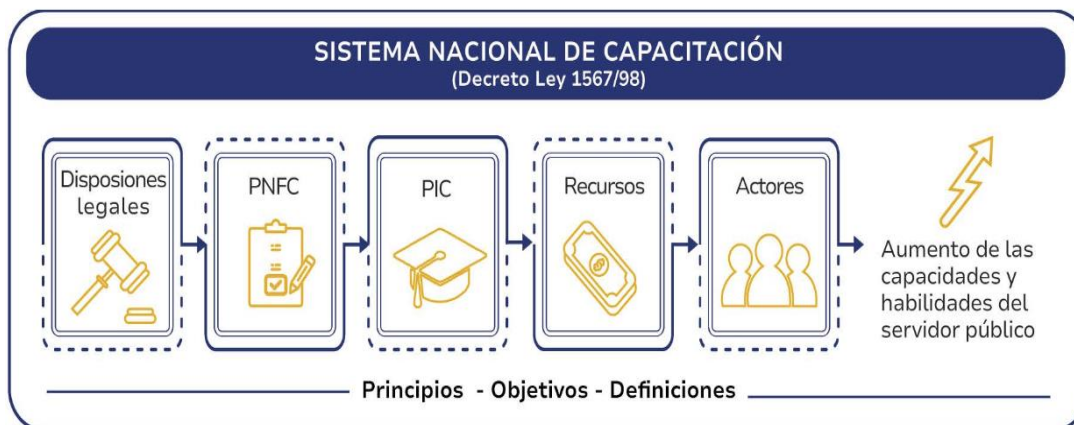 SISTEMA NACIONAL DE CAPACITACIÓN
(Decreto Ley 1567/98)
Disposiones
legales
PNFC
PIC
Recursos
Actores
Aumento de las
capacidades y
habilidades del
servidor público
Principios - Objetivos - Definiciones